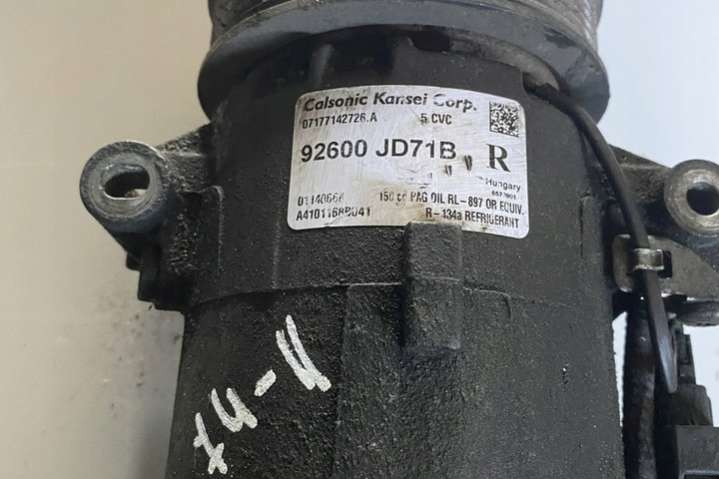 Calsonic Kansei Corp.
07177142726.A 5 CVC
92600 JD71B R
Hungary
150 cc PAG OIL RL-897 OR EQUIV.
R-134a REFRIGERANT